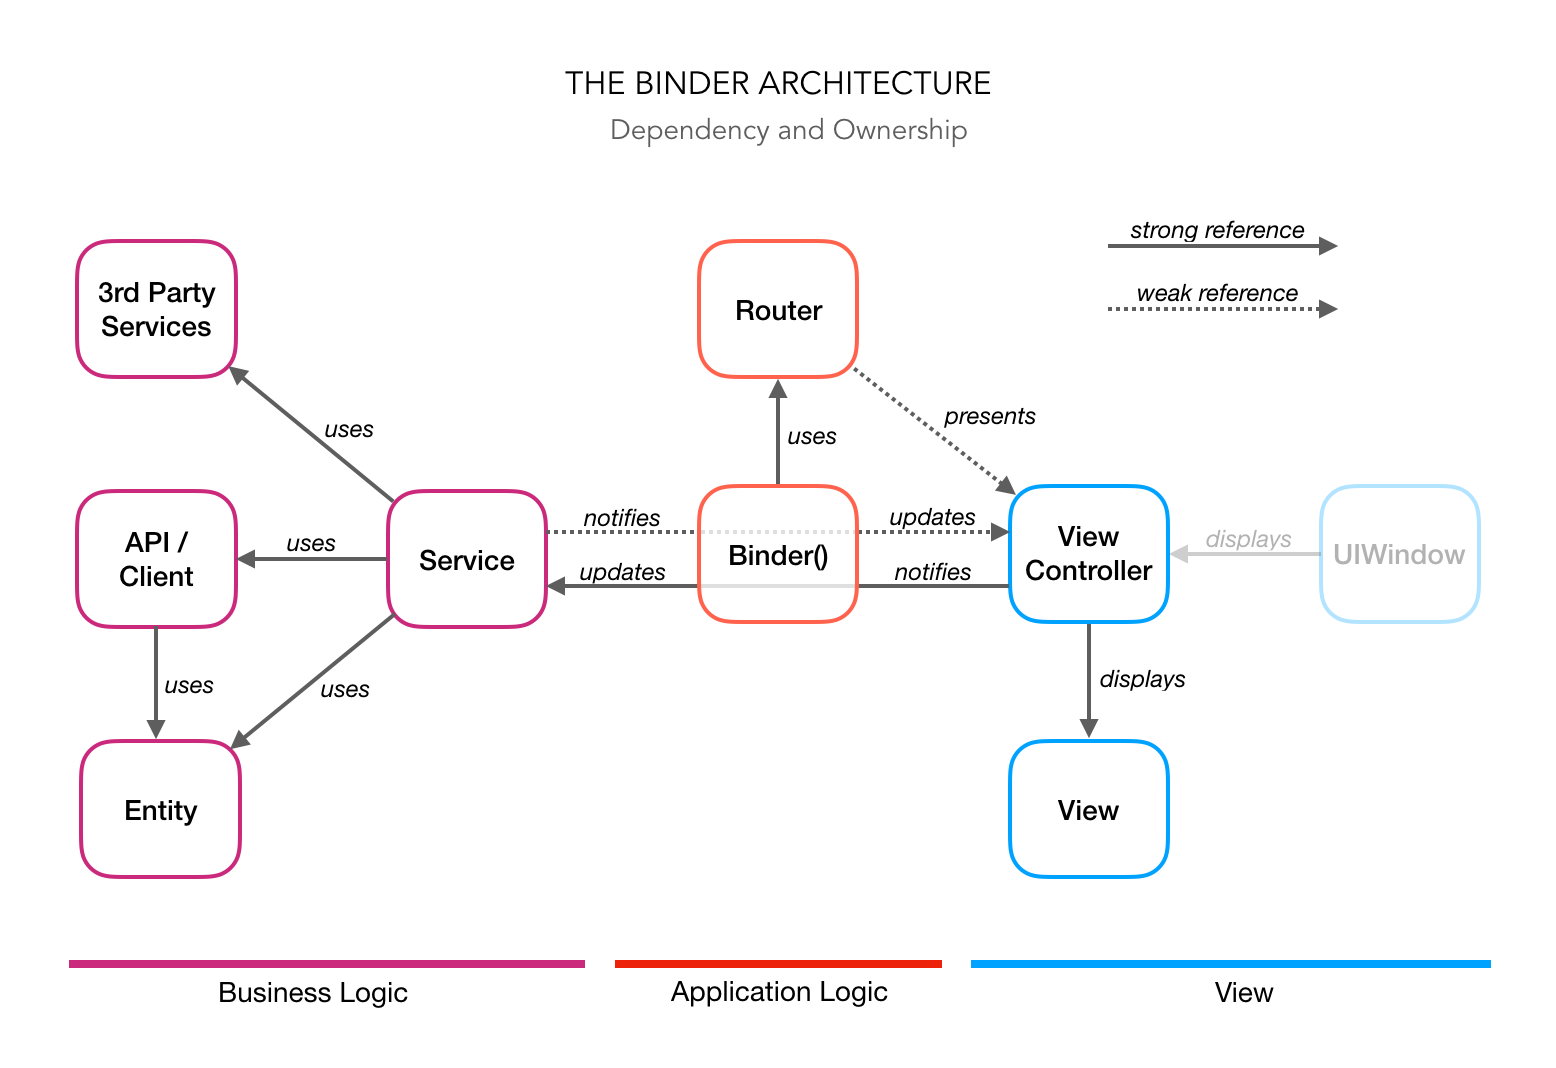 THE BINDER ARCHITECTURE
Dependency and Ownership
strong reference
weak reference
3rd Party
Services
Router
uses
presents
uses
API /
Client
uses
Service
notifies
updates
Binder()
updates
notifies
View
Controller
displays
UIWindow
uses
uses
displays
Entity
View
Business Logic
Application Logic
View